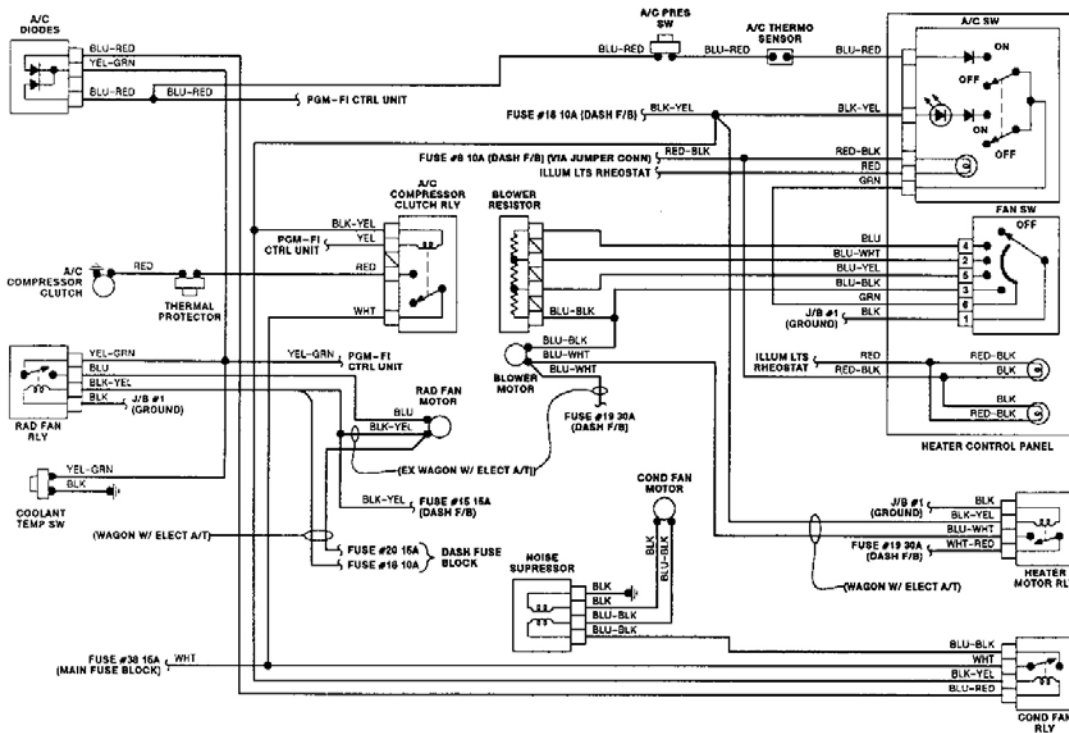 A/C
DIODES
BLU-RED
YEL-GRN
BLU-RED
BLU-RED
PGM-FI CTRL UNIT
A/C PRES
SW
BLU-RED
BLU-RED
A/C THERMO
SENSOR
BLU-RED
A/C SW
ON
OFF
ON
OFF
FUSE #18 10A (DASH F/B)
BLK-YEL
BLK-YEL
FUSE #8 10A (DASH F/B) (VIA JUMPER CONN)
RED-BLK
RED-BLK
ILLUM LTS RHEOSTAT
RED
GRN
A/C
COMPRESSOR
CLUTCH RLY
BLK-YEL
PGM-FI
CTRL UNIT
YEL
RED
WHT
BLOWER
RESISTOR
BLU-BLK
FAN SW
OFF
BLU
4
BLU-WHT
2
BLU-YEL
5
BLU-BLK
3
GRN
6
J/B #1
(GROUND)
BLK
1
A/C
COMPRESSOR
CLUTCH
RED
THERMAL
PROTECTOR
BLU-BLK
BLU-WHT
BLU-WHT
BLOWER
MOTOR
FUSE #19 30A
(DASH F/B)
ILLUM LTS
RHEOSTAT
RED
RED-BLK
RED-BLK
BLK
BLK
RED-BLK
HEATER CONTROL PANEL
YEL-GRN
BLU
BLK-YEL
BLK
J/B #1
(GROUND)
RAD FAN
RLY
YEL-GRN
PGM-FI
CTRL UNIT
RAD FAN
MOTOR
BLU
BLK-YEL
(EX WAGON W/ ELECT A/T)
YEL-GRN
BLK
COOLANT
TEMP SW
BLK-YEL
FUSE #15 15A
(DASH F/B)
(WAGON W/ ELECT A/T)
FUSE #20 15A
FUSE #18 10A
DASH FUSE
BLOCK
COND FAN
MOTOR
BLK
BLU-BLK
NOISE
SUPRESSOR
BLK
BLK
BLU-BLK
BLU-BLK
J/B #1
(GROUND)
BLK
BLK-YEL
BLU-WHT
WHT-RED
FUSE #19 30A
(DASH F/B)
HEATER
MOTOR RLY
(WAGON W/ ELECT A/T)
FUSE #38 15A
(MAIN FUSE BLOCK)
WHT
BLU-BLK
WHT
BLK-YEL
BLU-RED
COND FAN
RLY